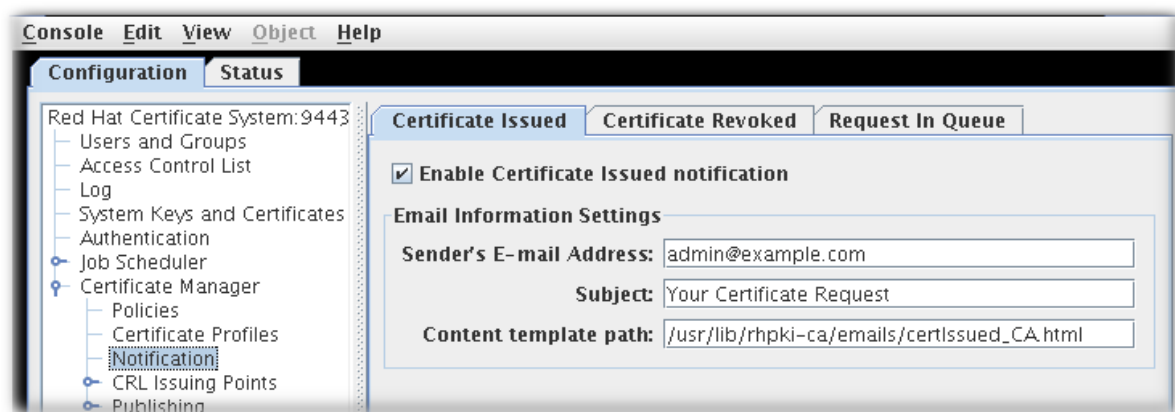 Console Edit View Object Help
Configuration Status
Red Hat Certificate System:9443
Users and Groups
Access Control List
Log
System Keys and Certificates
Authentication
Job Scheduler
Certificate Manager
Policies
Certificate Profiles
Notification
CRL Issuing Points
Publishing
Certificate Issued Certificate Revoked Request In Queue
Enable Certificate Issued notification
Email Information Settings
Sender's E-mail Address: admin@example.com
Subject: Your Certificate Request
Content template path: /usr/lib/rhpki-ca/emails/certIssued_CA.html